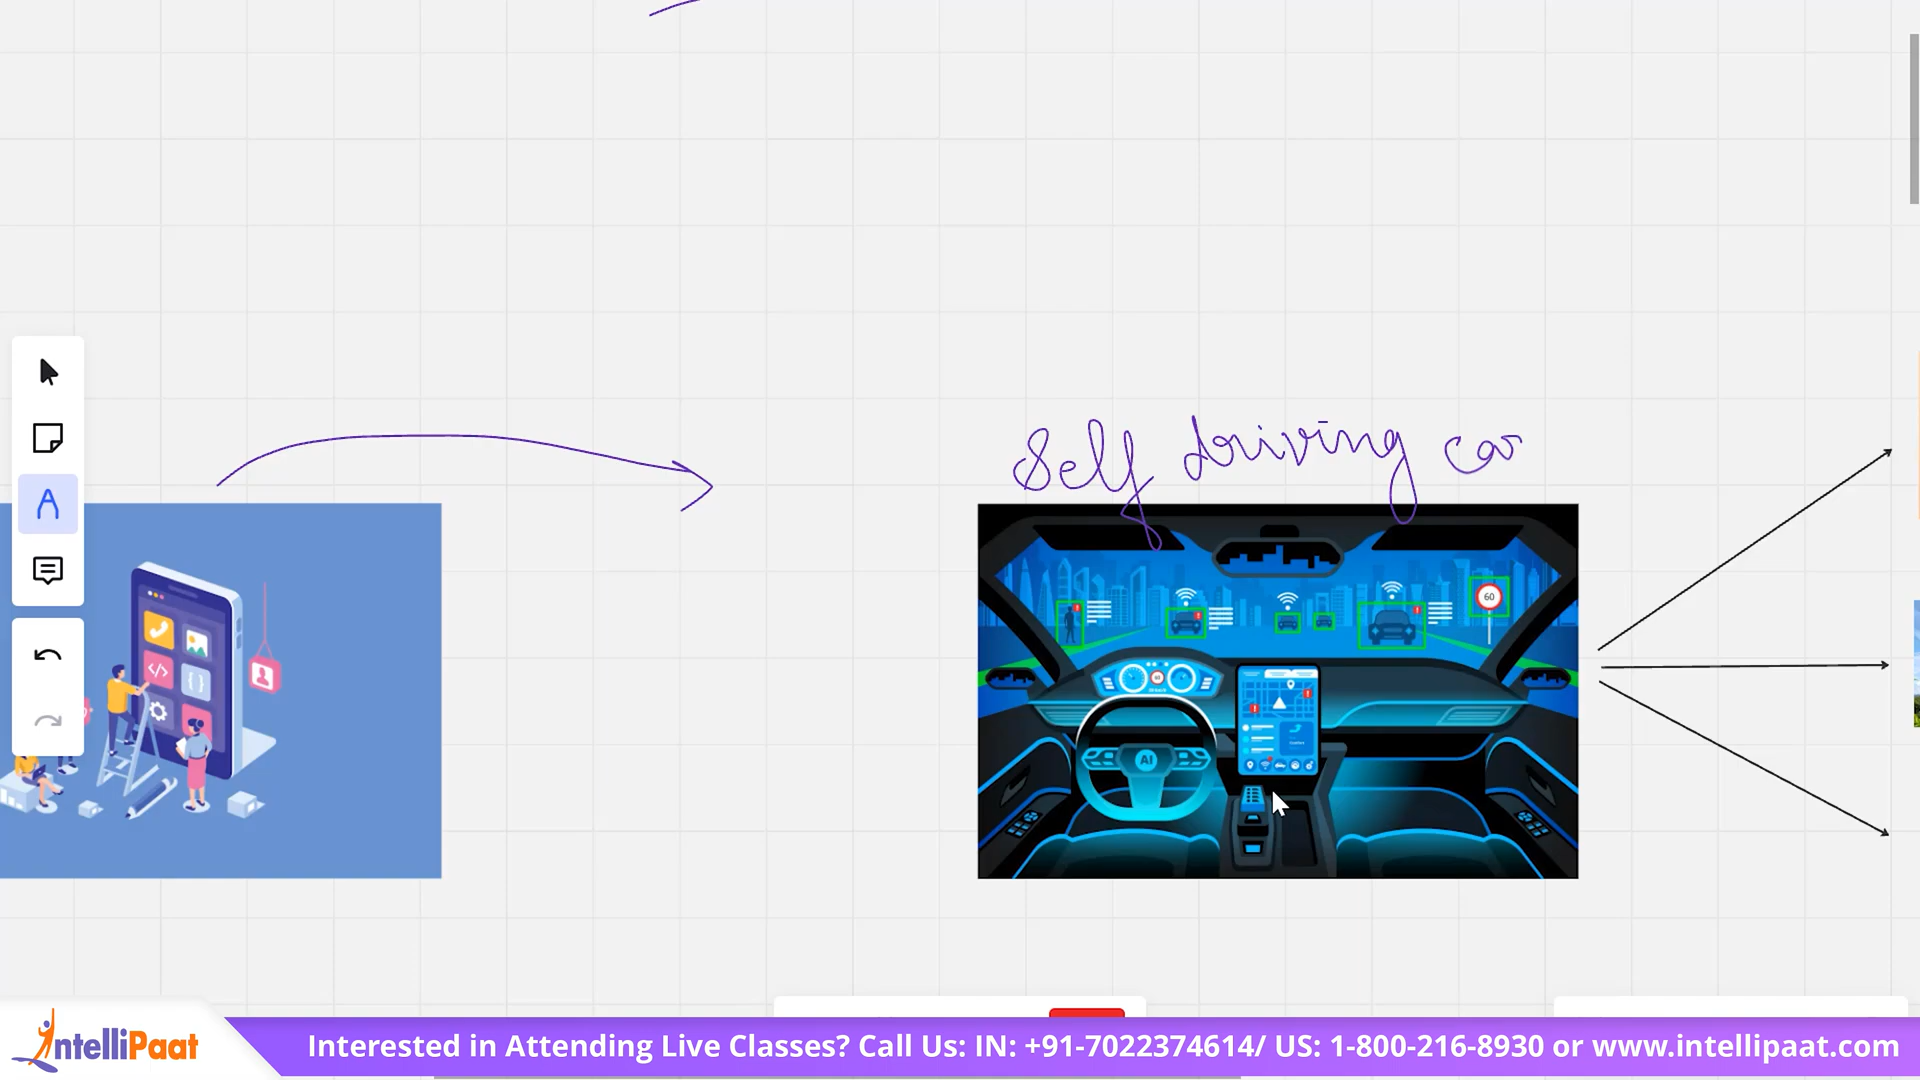 Self driving car
60
AI
IntelliPaat
Interested in Attending Live Classes? Call Us: IN: +91-7022374614/ US: 1-800-216-8930 or www.intellipaat.com